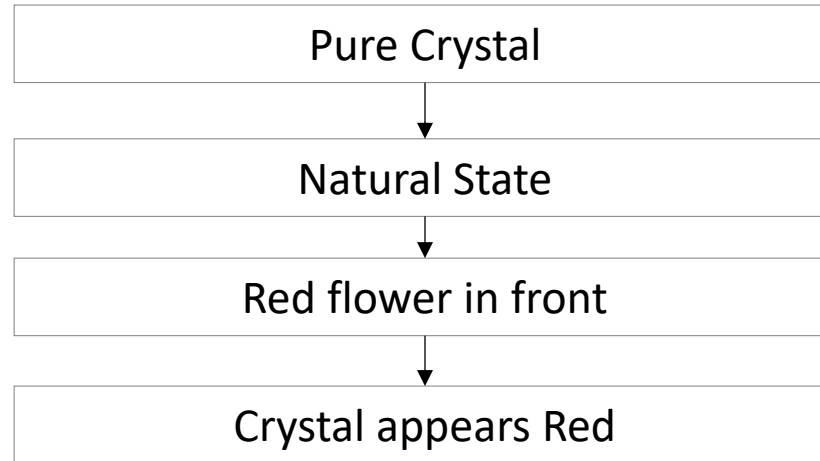 Pure Crystal
Natural State
Red flower in front
Crystal appears Red